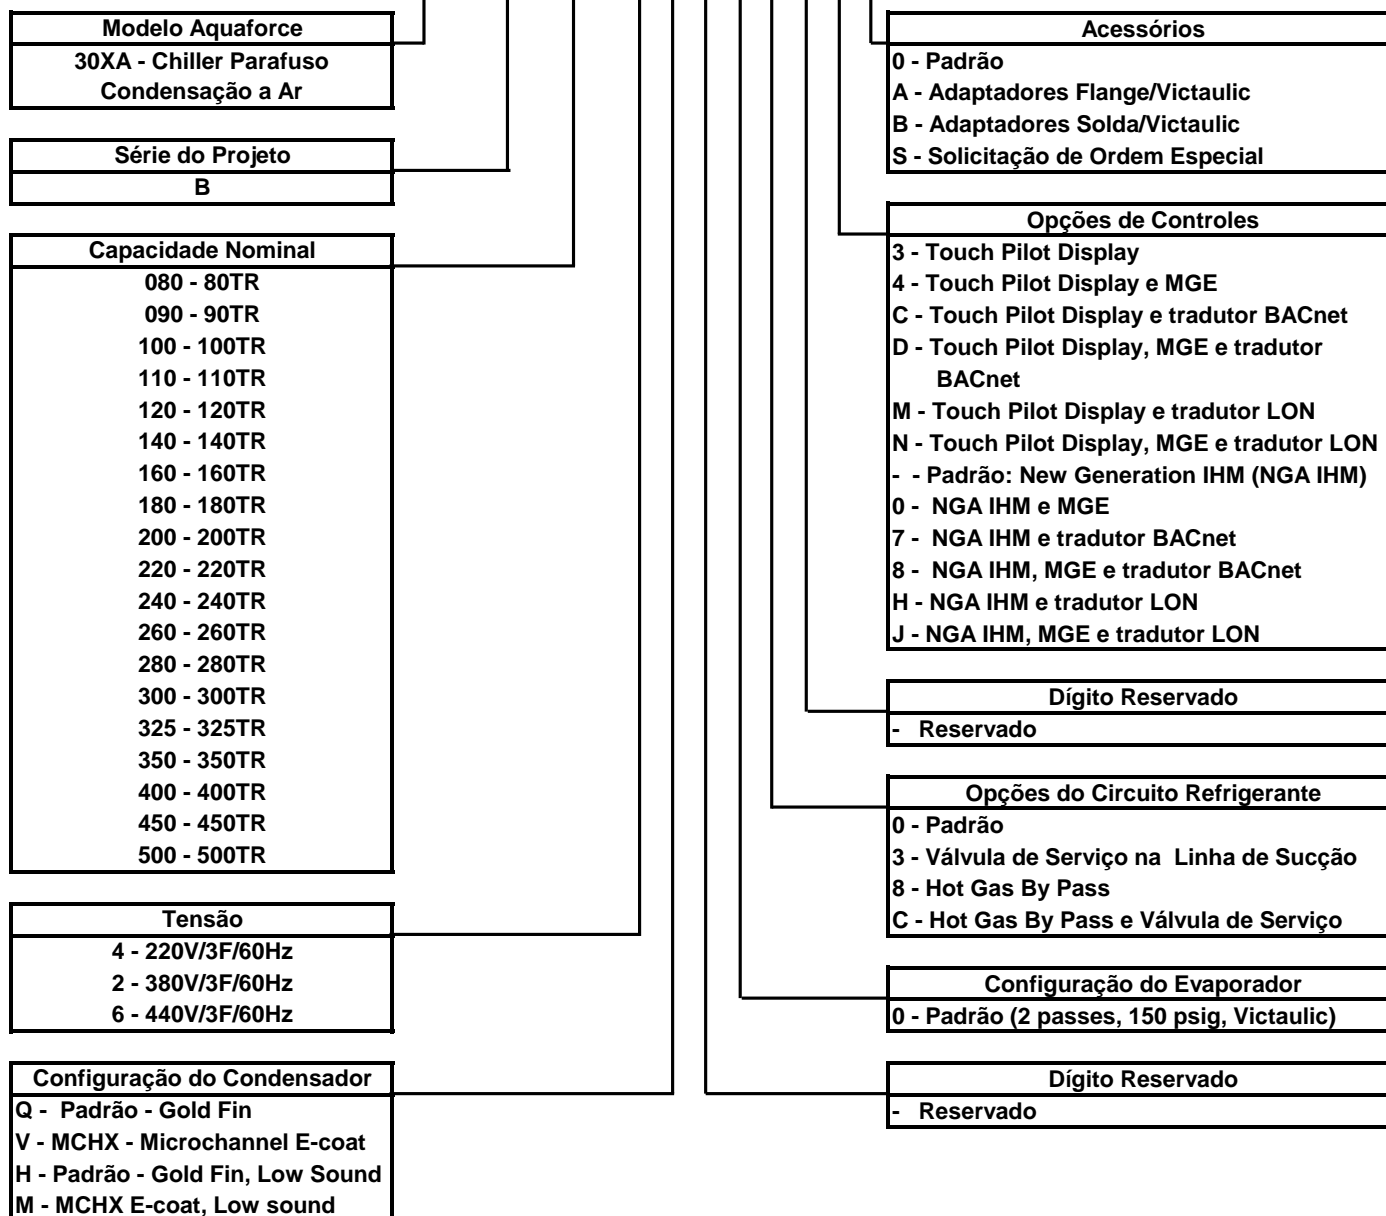 Modelo Aquaforce
30XA - Chiller Parafuso
Condensação a Ar
Série do Projeto
B
Capacidade Nominal
080 - 80TR
090 - 90TR
100 - 100TR
110 - 110TR
120 - 120TR
140 - 140TR
160 - 160TR
180 - 180TR
200 - 200TR
220 - 220TR
240 - 240TR
260 - 260TR
280 - 280TR
300 - 300TR
325 - 325TR
350 - 350TR
400 - 400TR
450 - 450TR
500 - 500TR
Tensão
4 - 220V/3F/60Hz
2 - 380V/3F/60Hz
6 - 440V/3F/60Hz
Configuração do Condensador
Q - Padrão - Gold Fin
V - MCHX - Microchannel E-coat
H - Padrão - Gold Fin, Low Sound
M - MCHX E-coat, Low sound
Acessórios
0 - Padrão
A - Adaptadores Flange/Victaulic
B - Adaptadores Solda/Victaulic
S - Solicitação de Ordem Especial
Opções de Controles
3 - Touch Pilot Display
4 - Touch Pilot Display e MGE
C - Touch Pilot Display e tradutor BACnet
D - Touch Pilot Display, MGE e tradutor
BACnet
M - Touch Pilot Display e tradutor LON
N - Touch Pilot Display, MGE e tradutor LON
- - Padrão: New Generation IHM (NGA IHM)
0 - NGA IHM e MGE
7 - NGA IHM e tradutor BACnet
8 - NGA IHM, MGE e tradutor BACnet
H - NGA IHM e tradutor LON
J - NGA IHM, MGE e tradutor LON
Dígito Reservado
- Reservado
Opções do Circuito Refrigerante
0 - Padrão
3 - Válvula de Serviço na Linha de Sucção
8 - Hot Gas By Pass
C - Hot Gas By Pass e Válvula de Serviço
Configuração do Evaporador
0 - Padrão (2 passes, 150 psig, Victaulic)
Dígito Reservado
- Reservado